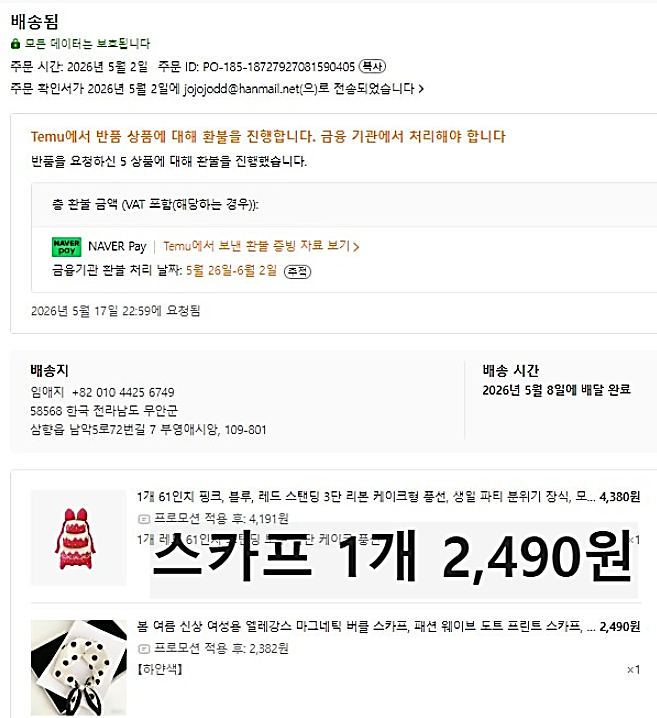 배송됨
모든 데이터는 보호됩니다
주문 시간: 2026년 5월 2일 주문 ID: PO-185-18727927081590405 복사
주문 확인서가 2026년 5월 2일에 jojojodd@hanmail.net(으)로 전송되었습니다 >
Temu에서 반품 상품에 대해 환불을 진행합니다. 금융 기관에서 처리해야 합니다
반품을 요청하신 5 상품에 대해 환불을 진행했습니다.
총 환불 금액 (VAT 포함(해당하는 경우)):
NAVER pay NAVER Pay | Temu에서 보낸 환불 증빙 자료 보기 >
금융기관 환불 처리 날짜: 5월 26일-6월 2일 추적
2026년 5월 17일 22:59에 요청됨
배송지
임애지 +82 010 4425 6749
58568 한국 전라남도 무안군
삼향읍 남악5로72번길 7 부영애시앙, 109-801
배송 시간
2026년 5월 8일에 배달 완료
1개 61인치 핑크, 블루, 레드 스탠딩 3단 리본 케이크형 풍선, 생일 파티 분위기 장식, 모... 4,380원
프로모션 적용 후: 4,191원
1개 레드 61인치 스탠딩 단 케이크 풍선 ×1
스카프 1개 2,490원
봄 여름 신상 여성용 엘레강스 마그네틱 버클 스카프, 패션 웨이브 도트 프린트 스카프, ... 2,490원
프로모션 적용 후: 2,382원
【하얀색】 ×1